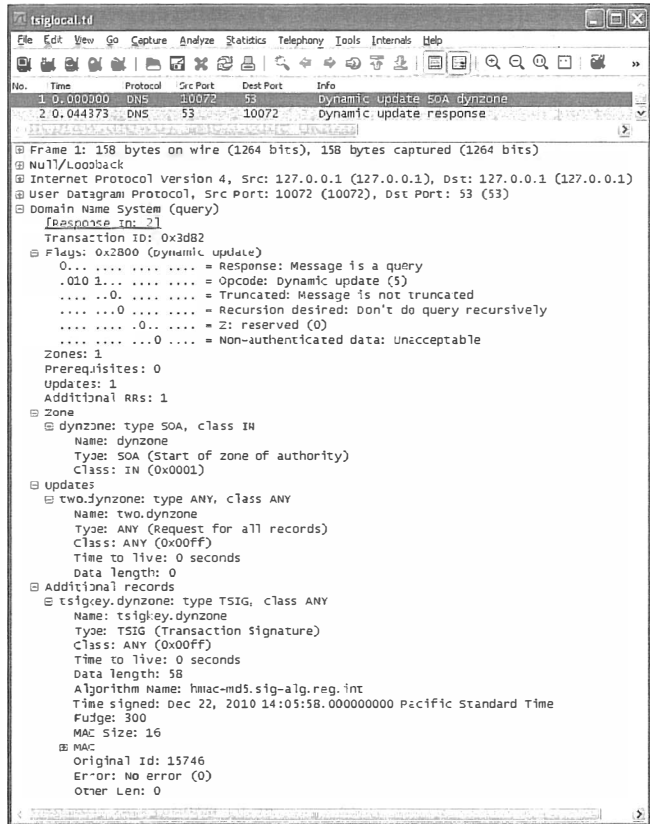 tsiglocal.td
File Edit View Go Capture Analyze Statistics Telephony Tools Internals Help
No. Time Protocol Src Port Dest Port Info
1 0.000000 DNS 10072 53 Dynamic update SOA dynzone
2 0.044373 DNS 53 10072 Dynamic update response
Frame 1: 158 bytes on wire (1264 bits), 158 bytes captured (1264 bits)
Null/Loopback
Internet Protocol Version 4, Src: 127.0.0.1 (127.0.0.1), Dst: 127.0.0.1 (127.0.0.1)
User Datagram Protocol, Src Port: 10072 (10072), Dst Port: 53 (53)
Domain Name System (query)
[Response In: 2]
Transaction ID: 0x3d82
Flags: 0x2800 (Dynamic update)
0... .... .... .... = Response: Message is a query
.010 1... .... .... = Opcode: Dynamic update (5)
.... ..0. .... .... = Truncated: Message is not truncated
.... ...0 .... .... = Recursion desired: Don't do query recursively
.... .... .0.. .... = Z: reserved (0)
.... .... ...0 .... = Non-authenticated data: Unacceptable
Zones: 1
Prerequisites: 0
Updates: 1
Additional RRs: 1
Zone
dynzone: type SOA, class IN
Name: dynzone
Type: SOA (Start of zone of authority)
Class: IN (0x0001)
Updates
two.dynzone: type ANY, class ANY
Name: two.dynzone
Type: ANY (Request for all records)
Class: ANY (0x00ff)
Time to live: 0 seconds
Data length: 0
Additional records
tsigkey.dynzone: type TSIG, class ANY
Name: tsigkey.dynzone
Type: TSIG (Transaction Signature)
Class: ANY (0x00ff)
Time to live: 0 seconds
Data length: 58
Algorithm Name: hmac-md5.sig-alg.reg.int
Time signed: Dec 22, 2010 14:05:58.000000000 Pacific Standard Time
Fudge: 300
MAC Size: 16
MAC
Original Id: 15746
Error: No error (0)
Other Len: 0